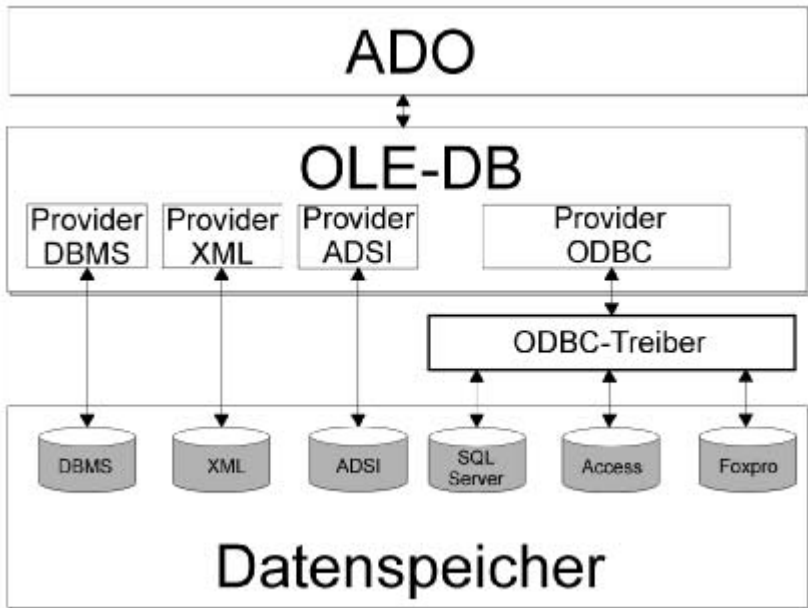 ADO
OLE-DB
Provider
DBMS
Provider
XML
Provider
ADSI
Provider
ODBC
ODBC-Treiber
DBMS
XML
ADSI
SQL
Server
Access
Foxpro
Datenspeicher